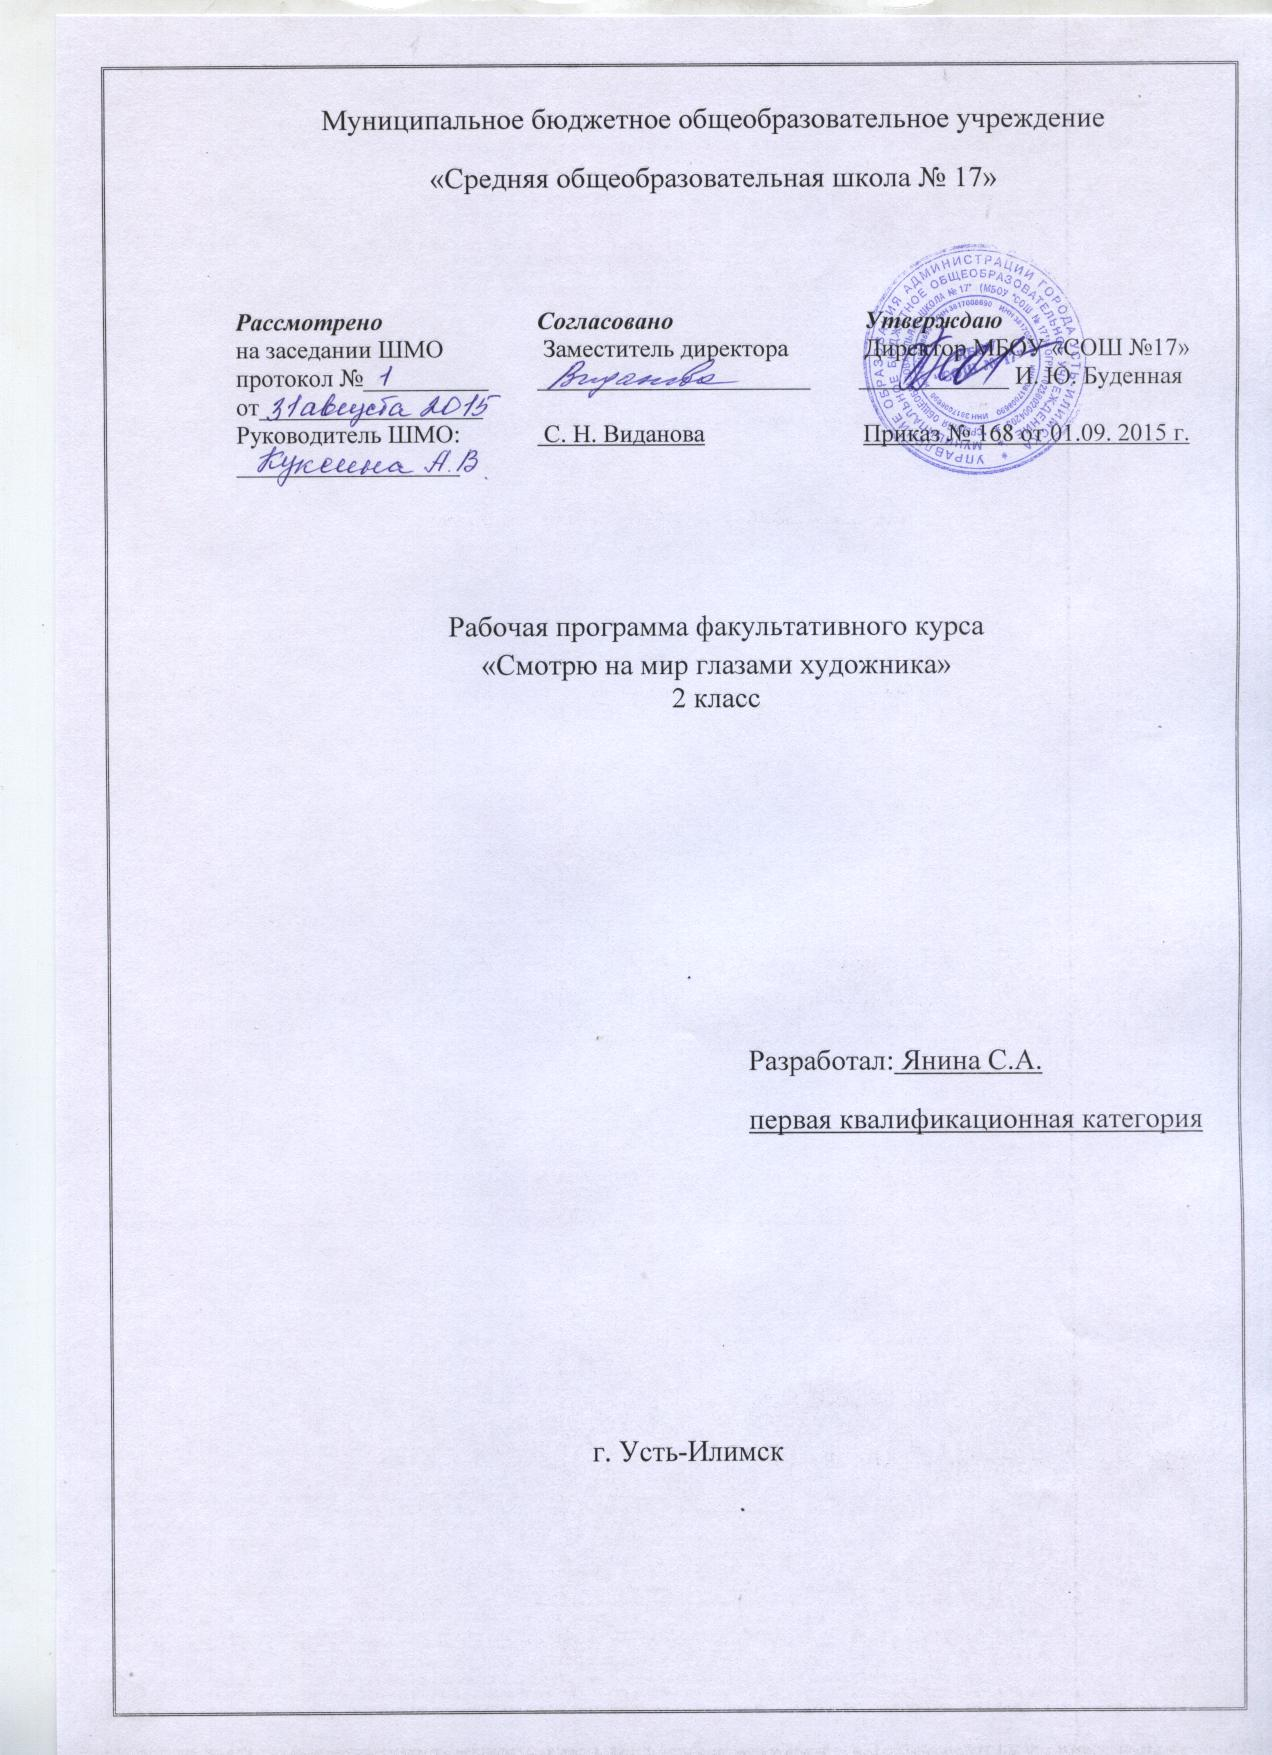 Муниципальное бюджетное общеобразовательное учреждение
«Средняя общеобразовательная школа № 17»
Рассмотрено
на заседании ШМО
протокол № 1
от 31 августа 2015
Руководитель ШМО:
Куксина А.В
Согласовано
Заместитель директора
Виданова
С. Н. Виданова
Утверждаю
Директор МБОУ «СОШ №17»
И. Ю. Буденная
Приказ № 168 от 01.09. 2015 г.
Рабочая программа факультативного курса
«Смотрю на мир глазами художника»
2 класс
Разработал: Янина С.А.
первая квалификационная категория
г. Усть-Илимск